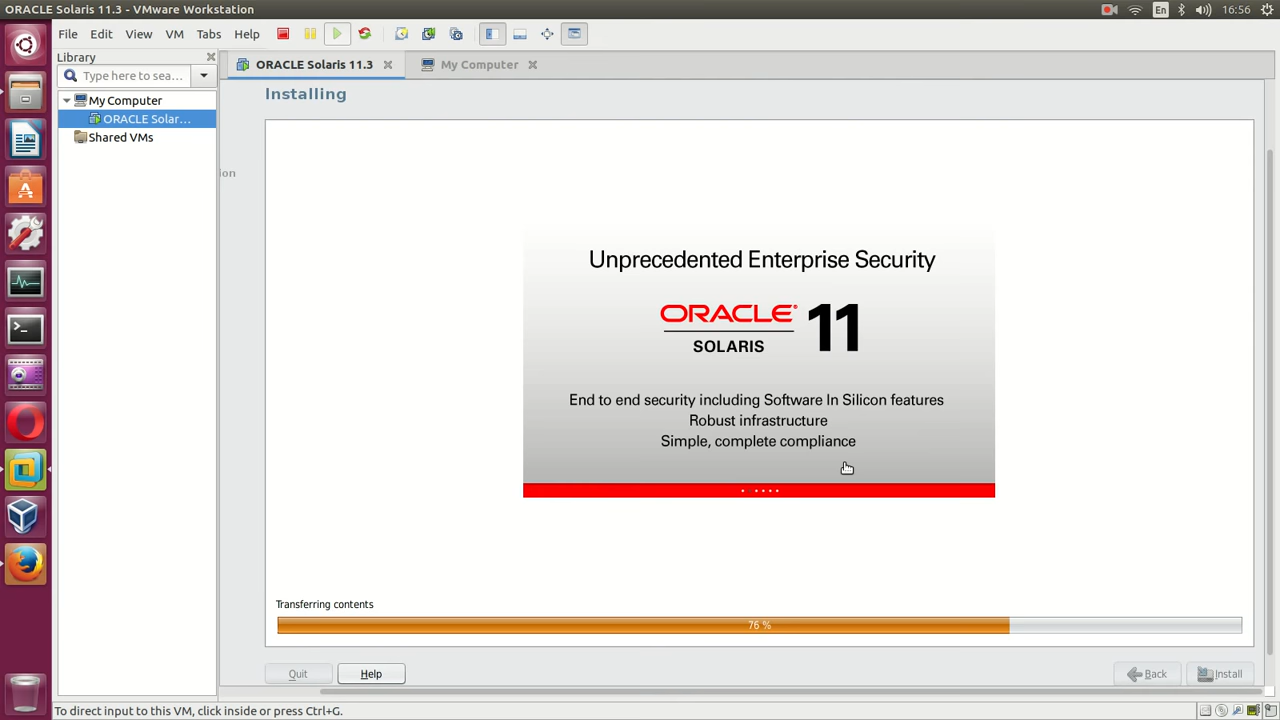 ORACLE Solaris 11.3 - VMware Workstation
En
16:56
File Edit View VM Tabs Help
Library
Type here to sea...
My Computer
ORACLE Solar...
Shared VMs
ORACLE Solaris 11.3
My Computer
Installing
ion
Unprecedented Enterprise Security
ORACLE®
SOLARIS
11
End to end security including Software In Silicon features
Robust infrastructure
Simple, complete compliance
Transferring contents
76 %
Quit
Help
Back
Install
To direct input to this VM, click inside or press Ctrl+G.